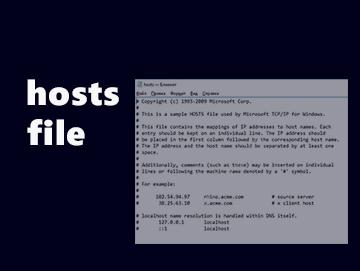 hosts
file
hosts — Блокнот
Файл Правка Формат Вид Справка
# Copyright (c) 1993-2009 Microsoft Corp.
#
# This is a sample HOSTS file used by Microsoft TCP/IP for Windows.
#
# This file contains the mappings of IP addresses to host names. Each
# entry should be kept on an individual line. The IP address should
# be placed in the first column followed by the corresponding host name.
# The IP address and the host name should be separated by at least one
# space.
#
# Additionally, comments (such as these) may be inserted on individual
# lines or following the machine name denoted by a '#' symbol.
#
# For example:
#
# 102.54.94.97 rhino.acme.com # source server
# 38.25.63.10 x.acme.com # x client host
#
# localhost name resolution is handled within DNS itself.
# 127.0.0.1 localhost
# ::1 localhost